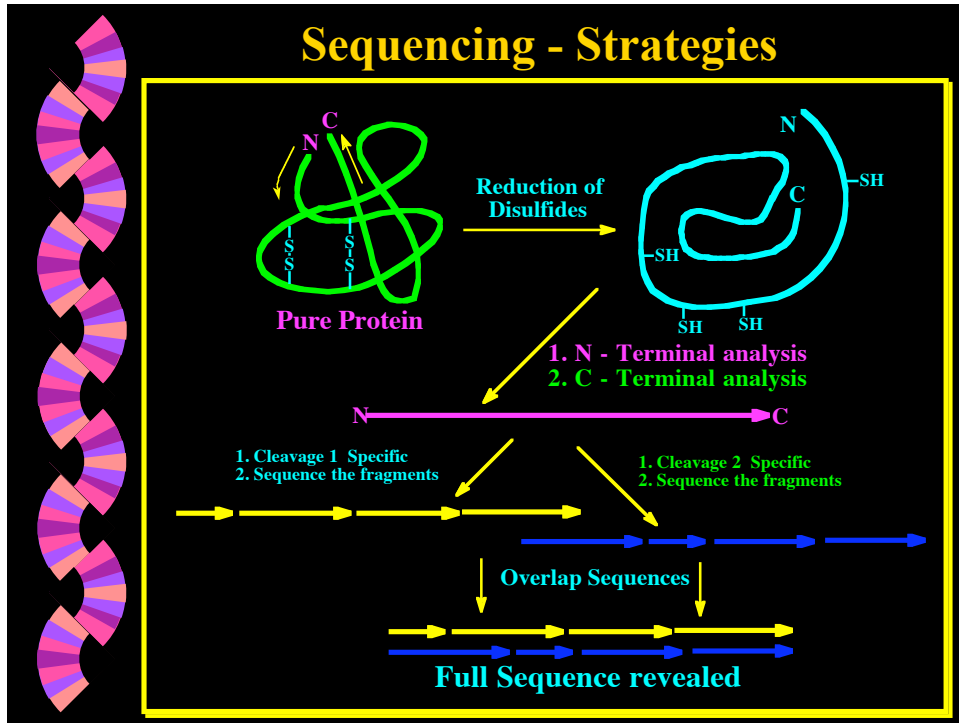 Sequencing - Strategies
C
N
S
S
S
S
Pure Protein
Reduction of
Disulfides
N
SH
C
SH
SH
SH
1. N - Terminal analysis
2. C - Terminal analysis
N
C
1. Cleavage 1 Specific
2. Sequence the fragments
1. Cleavage 2 Specific
2. Sequence the fragments
Overlap Sequences
Full Sequence revealed